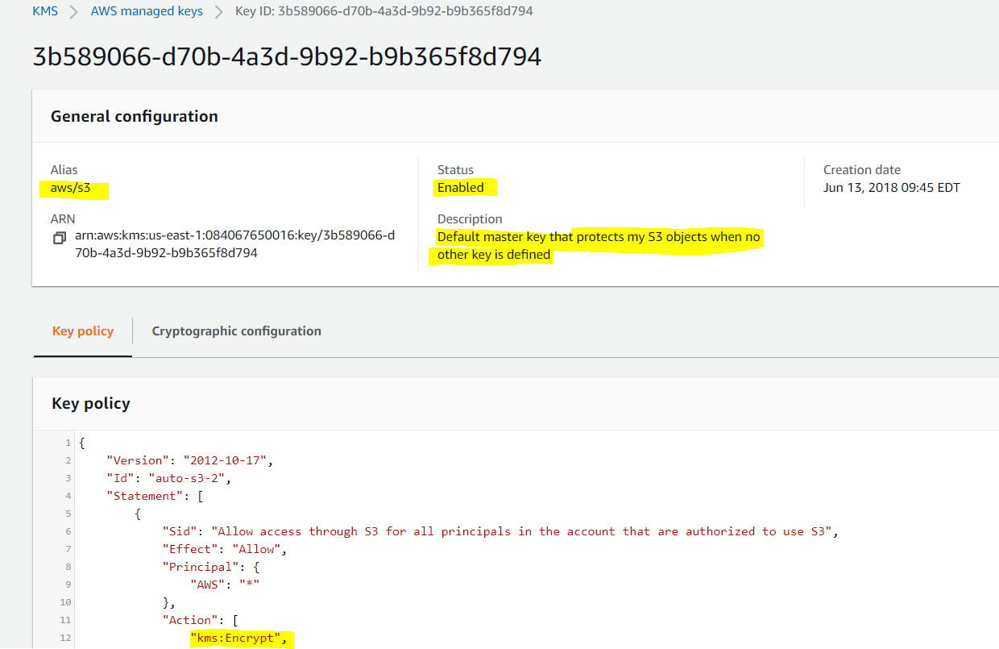 KMS > AWS managed keys > Key ID: 3b589066-d70b-4a3d-9b92-b9b365f8d794
3b589066-d70b-4a3d-9b92-b9b365f8d794
General configuration
Alias
aws/s3
ARN
arn:aws:kms:us-east-1:084067650016:key/3b589066-d
70b-4a3d-9b92-b9b365f8d794
Status
Enabled
Description
Default master key that protects my S3 objects when no
other key is defined
Creation date
Jun 13, 2018 09:45 EDT
Key policy
Cryptographic configuration
Key policy
1 {
2 "Version": "2012-10-17",
3 "Id": "auto-s3-2",
4 "Statement": [
5 {
6 "Sid": "Allow access through S3 for all principals in the account that are authorized to use S3",
7 "Effect": "Allow",
8 "Principal": {
9 "AWS": "*"
10 },
11 "Action": [
12 "kms:Encrypt",